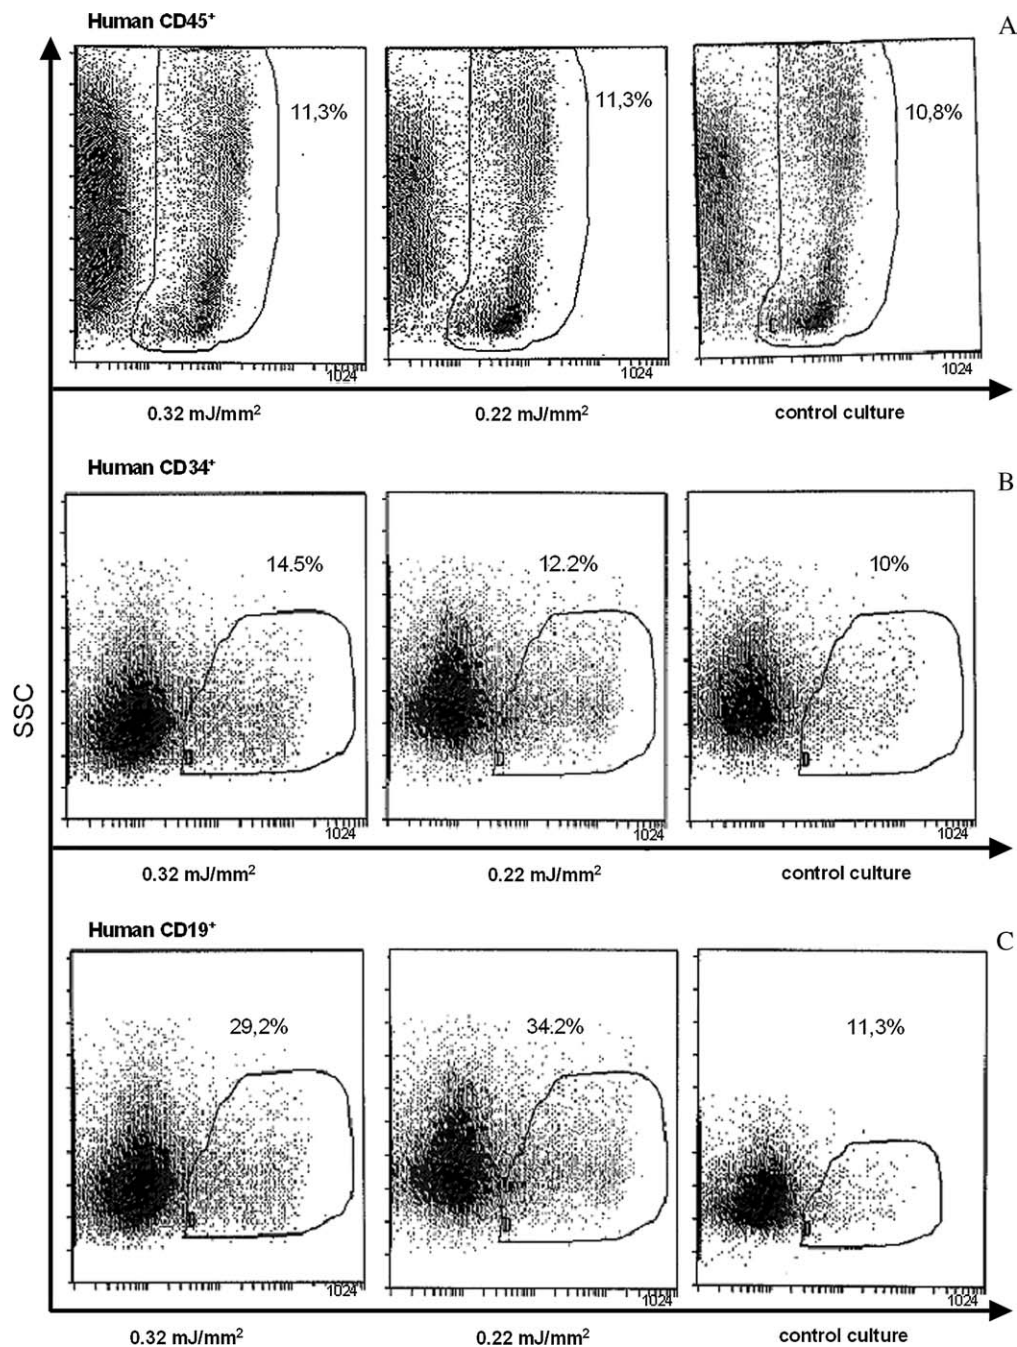 Human CD45⁺
A
11,3%
11,3%
10,8%
1024
1024
1024
0.32 mJ/mm²
0.22 mJ/mm²
control culture
Human CD34⁺
B
14.5%
12.2%
10%
SSC
1024
1024
1024
0.32 mJ/mm²
0.22 mJ/mm²
control culture
Human CD19⁺
C
29,2%
34.2%
11,3%
1024
1024
1024
0.32 mJ/mm²
0.22 mJ/mm²
control culture